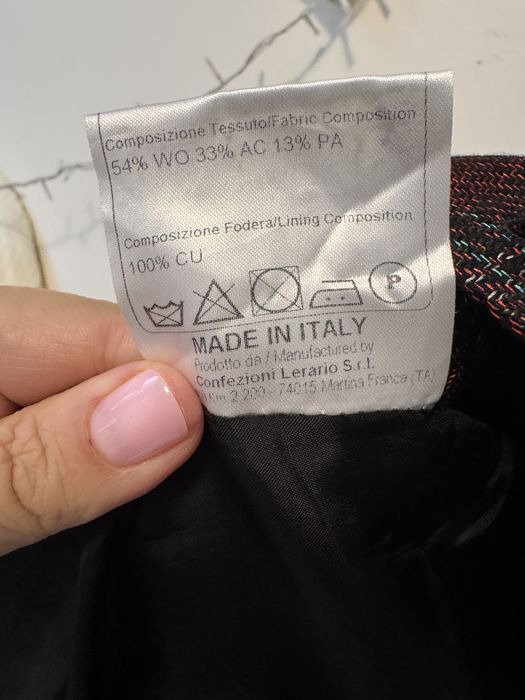 Composizione Tessuto/Fabric Composition
54% WO 33% AC 13% PA
Composizione Fodera/Lining Composition
100% CU
P
MADE IN ITALY
Prodotto da / Manufactured by
Confezioni Lerario S.r.l.
Km 2,200 - 74015 Martina Franca (TA)